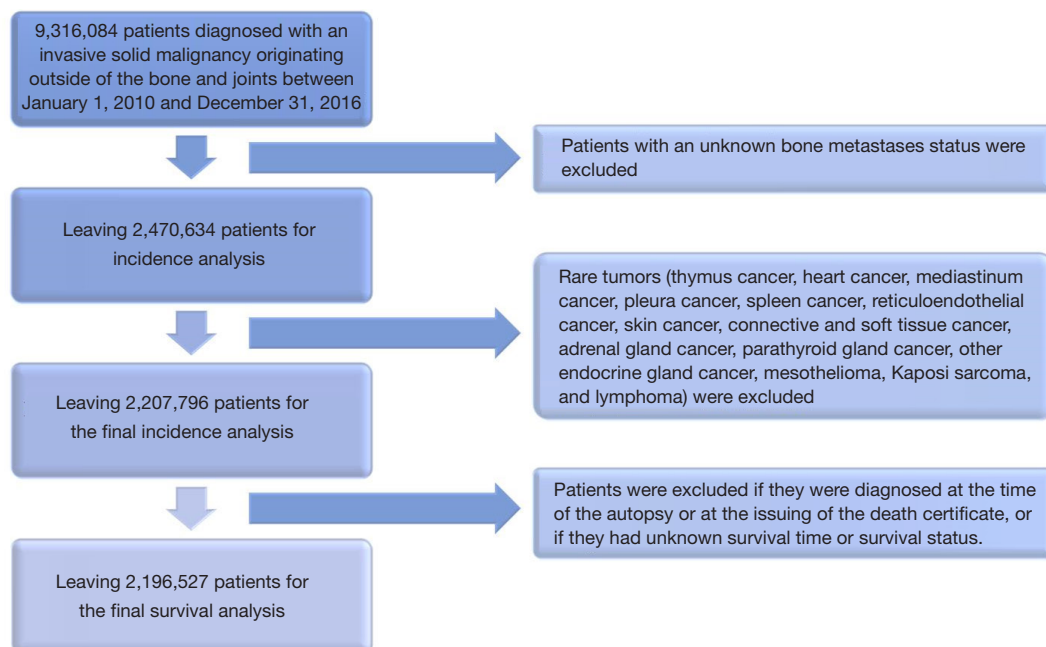 9,316,084 patients diagnosed with an
invasive solid malignancy originating
outside of the bone and joints between
January 1, 2010 and December 31, 2016
Patients with an unknown bone metastases status were
excluded
Leaving 2,470,634 patients for
incidence analysis
Rare tumors (thymus cancer, heart cancer, mediastinum
cancer, pleura cancer, spleen cancer, reticuloendothelial
cancer, skin cancer, connective and soft tissue cancer,
adrenal gland cancer, parathyroid gland cancer, other
endocrine gland cancer, mesothelioma, Kaposi sarcoma,
and lymphoma) were excluded
Leaving 2,207,796 patients for
the final incidence analysis
Patients were excluded if they were diagnosed at the time
of the autopsy or at the issuing of the death certificate, or
if they had unknown survival time or survival status.
Leaving 2,196,527 patients for
the final survival analysis